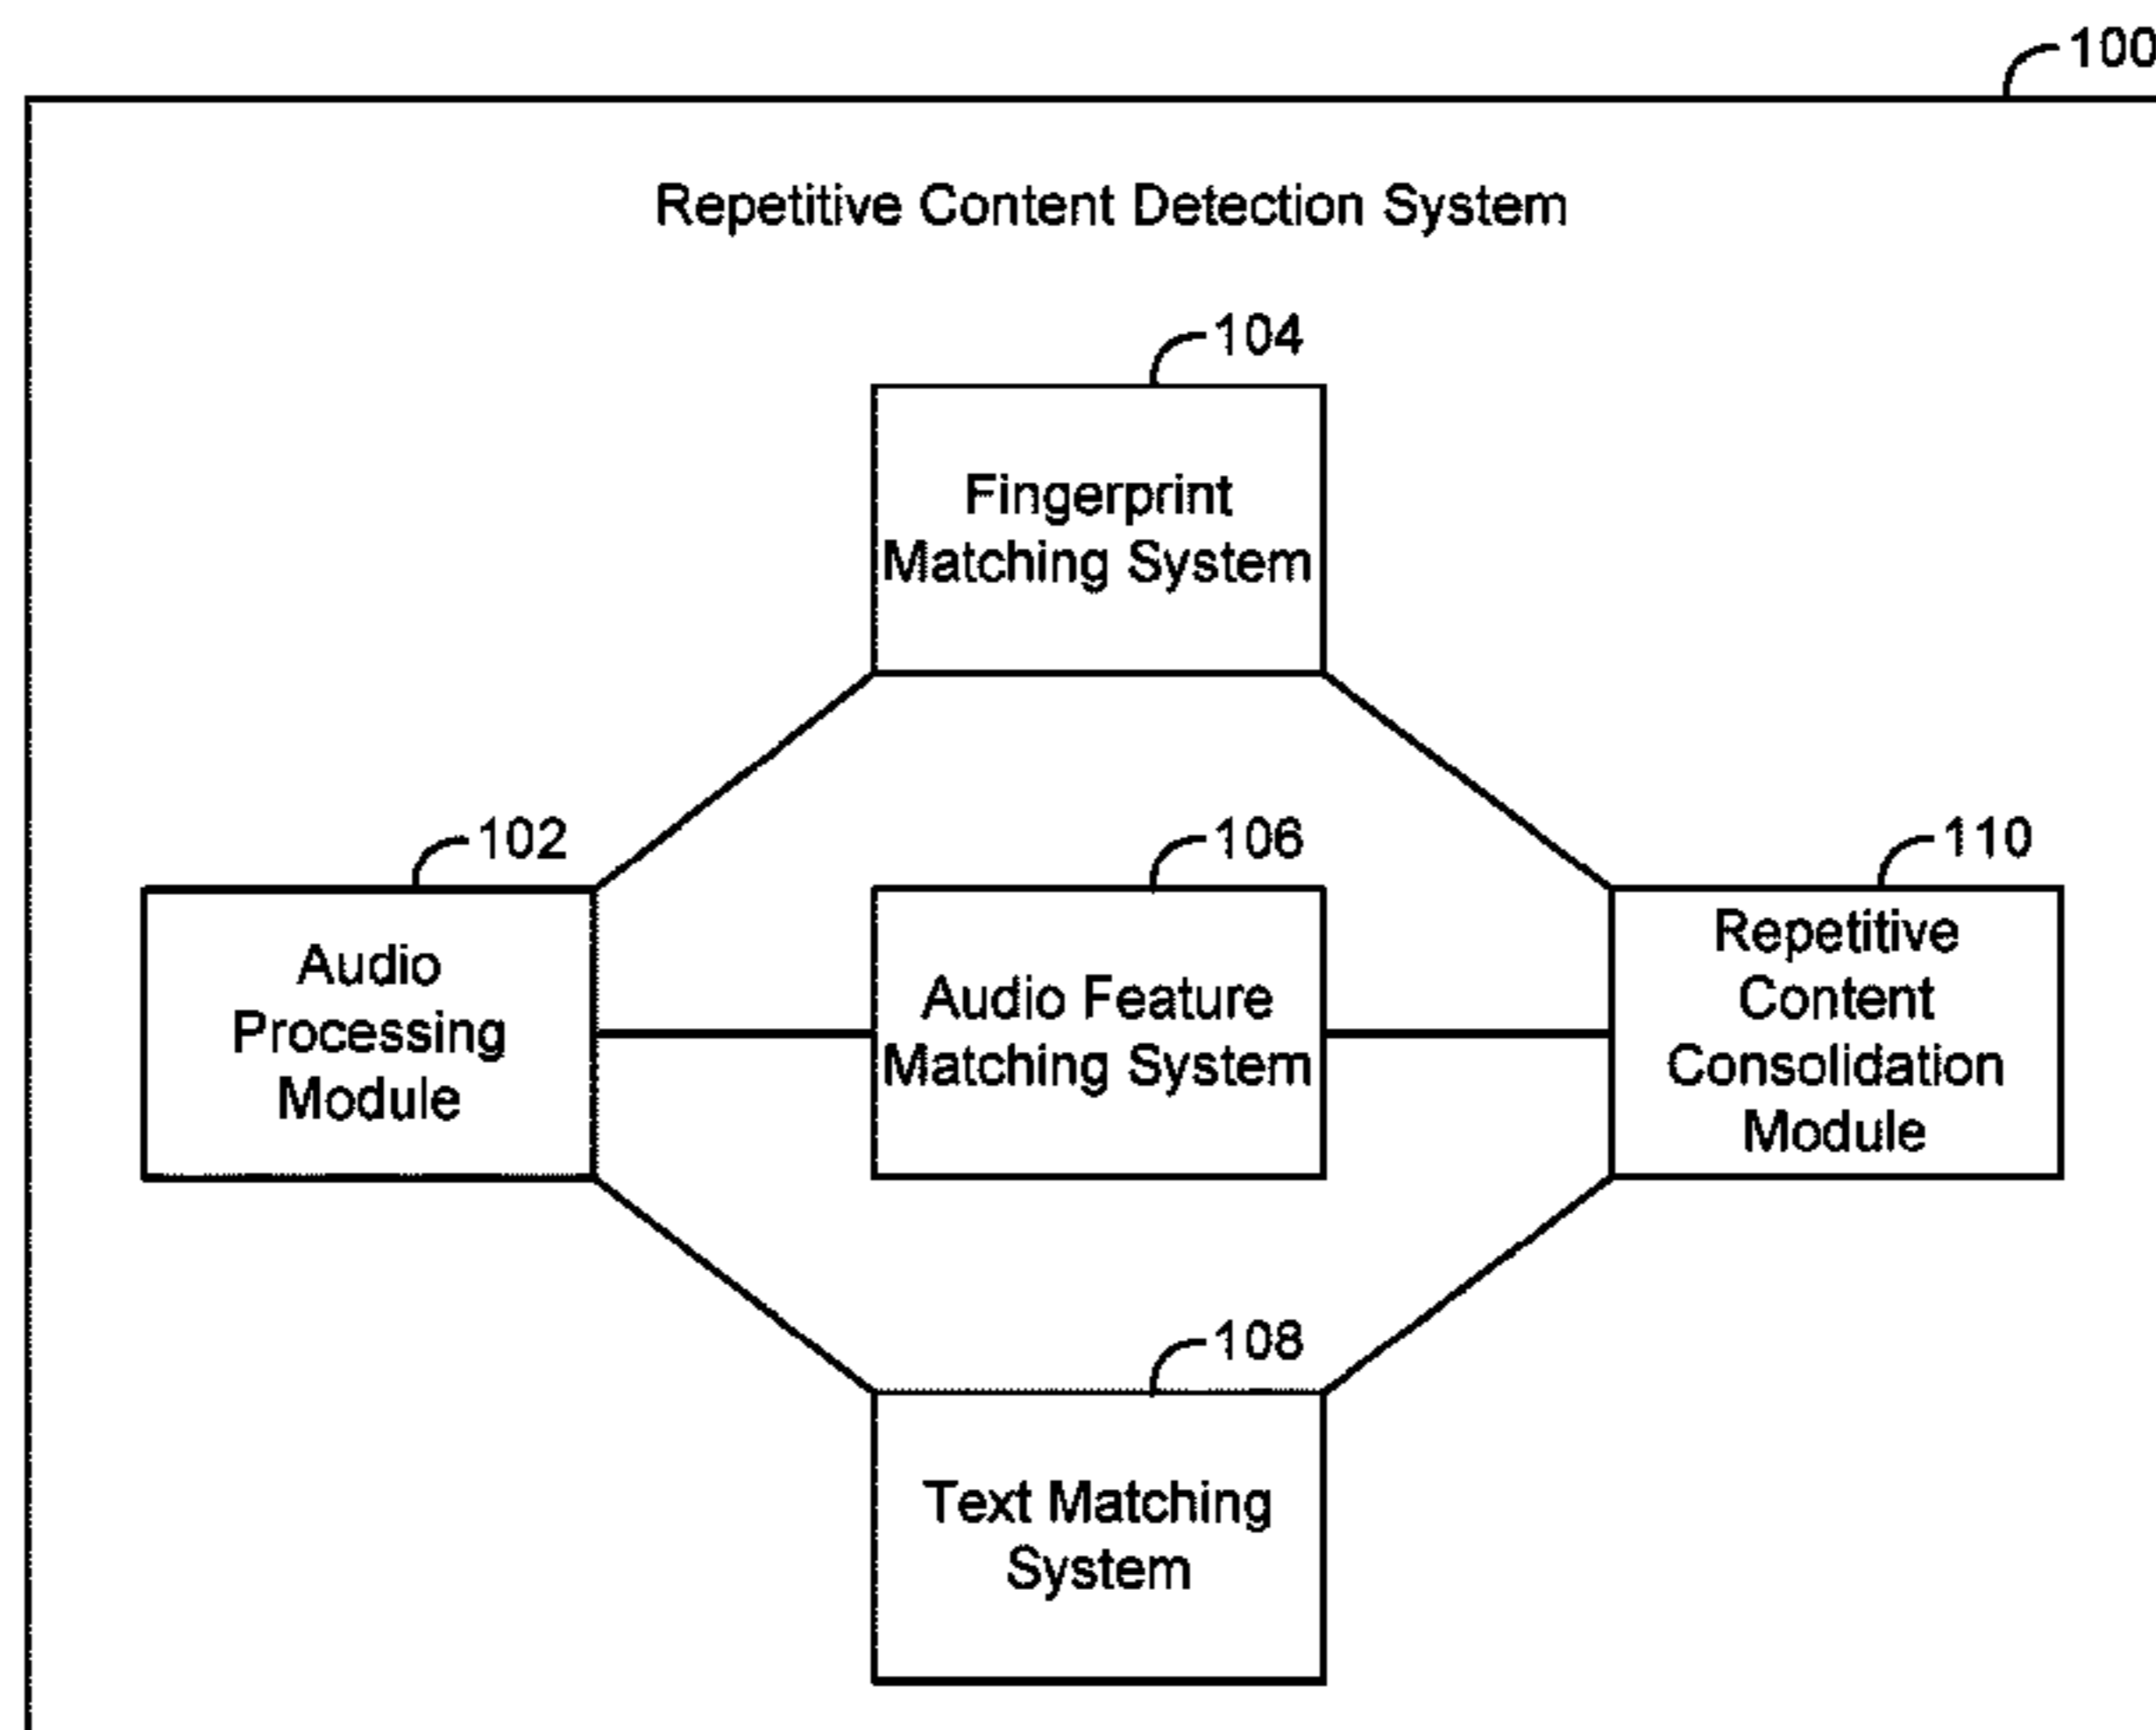 100
Repetitive Content Detection System
104
Fingerprint
Matching System
102
Audio
Processing
Module
106
Audio Feature
Matching System
110
Repetitive
Content
Consolidation
Module
108
Text Matching
System